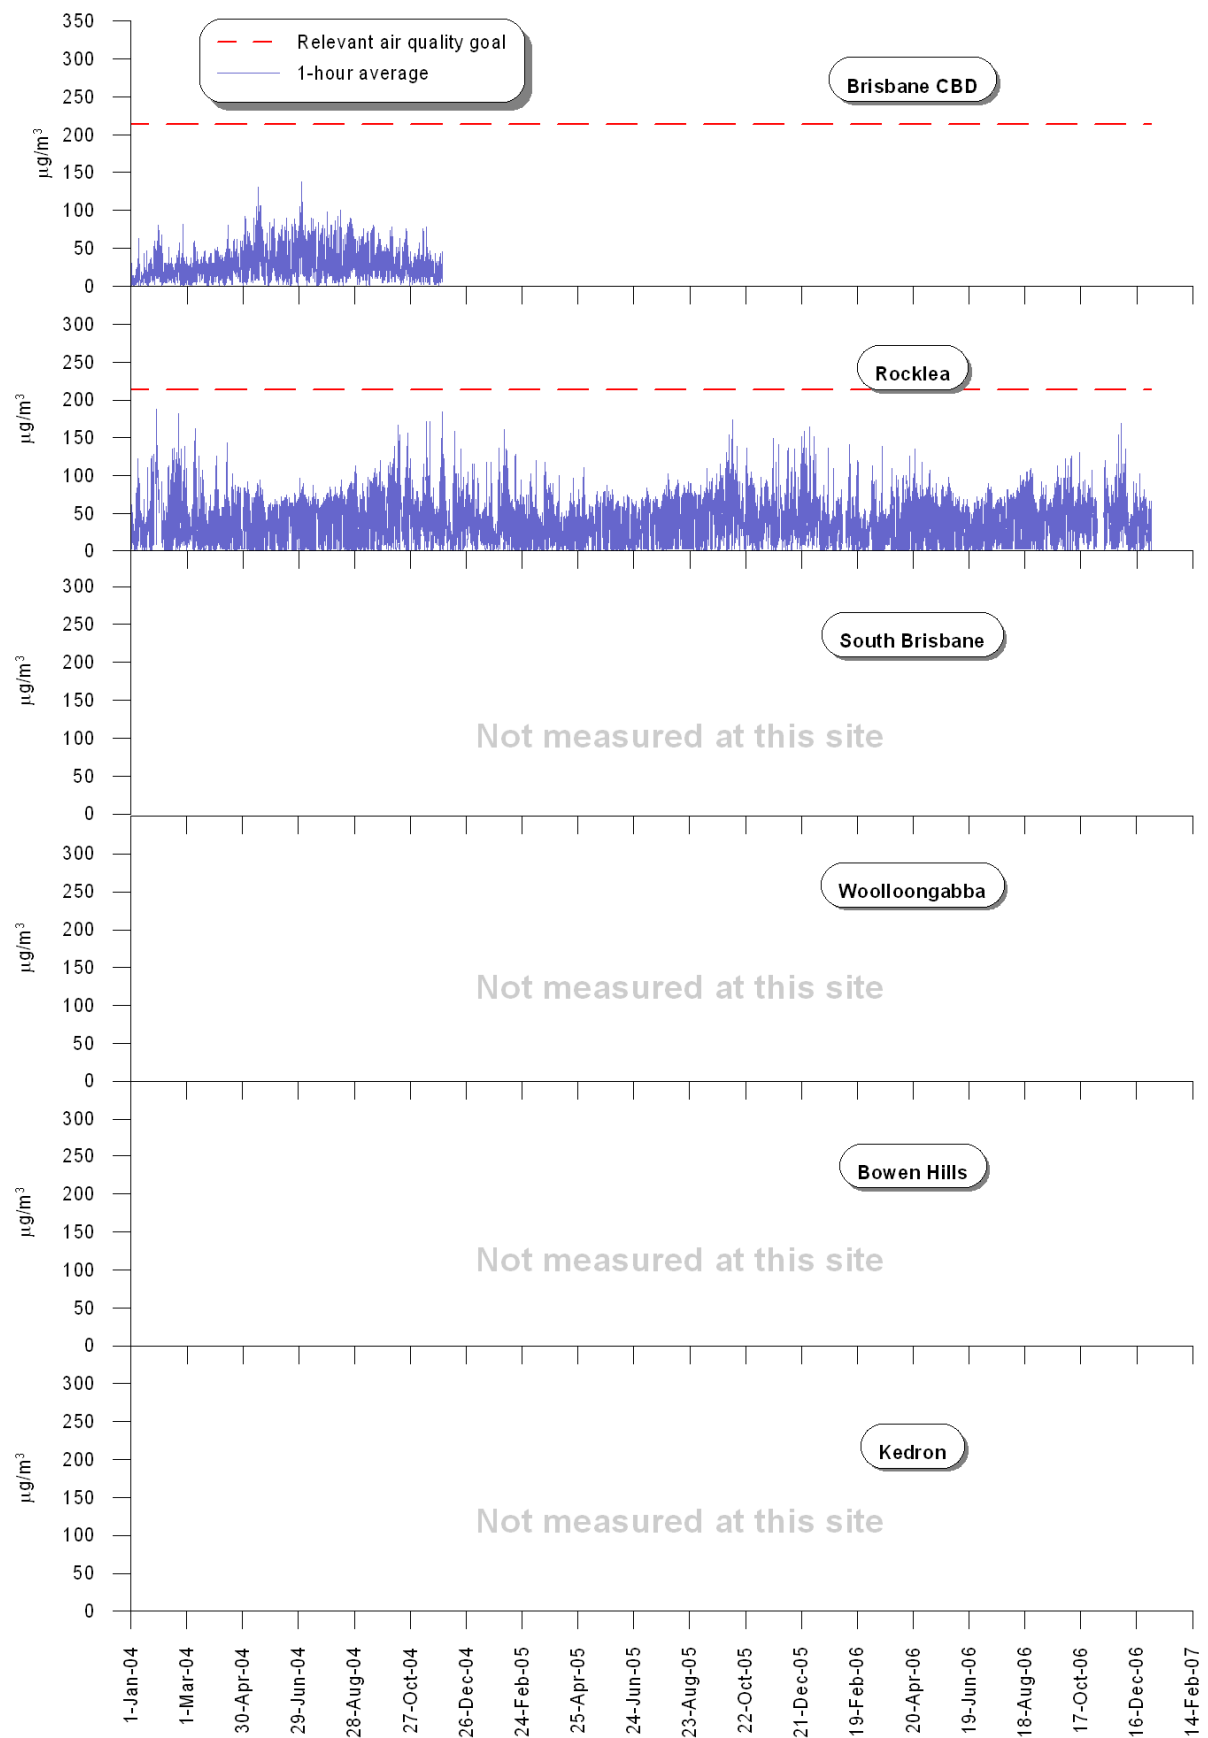 350
300
250
200
150
100
50
0
µg/m³
Relevant air quality goal
1-hour average
Brisbane CBD
300
250
200
150
100
50
0
µg/m³
Rocklea
300
250
200
150
100
50
0
µg/m³
South Brisbane
Not measured at this site
300
250
200
150
100
50
0
µg/m³
Woolloongabba
Not measured at this site
300
250
200
150
100
50
0
µg/m³
Bowen Hills
Not measured at this site
300
250
200
150
100
50
0
µg/m³
Kedron
Not measured at this site
1-Jan-04
1-Mar-04
30-Apr-04
29-Jun-04
28-Aug-04
27-Oct-04
26-Dec-04
24-Feb-05
25-Apr-05
24-Jun-05
23-Aug-05
22-Oct-05
21-Dec-05
19-Feb-06
20-Apr-06
19-Jun-06
18-Aug-06
17-Oct-06
16-Dec-06
14-Feb-07